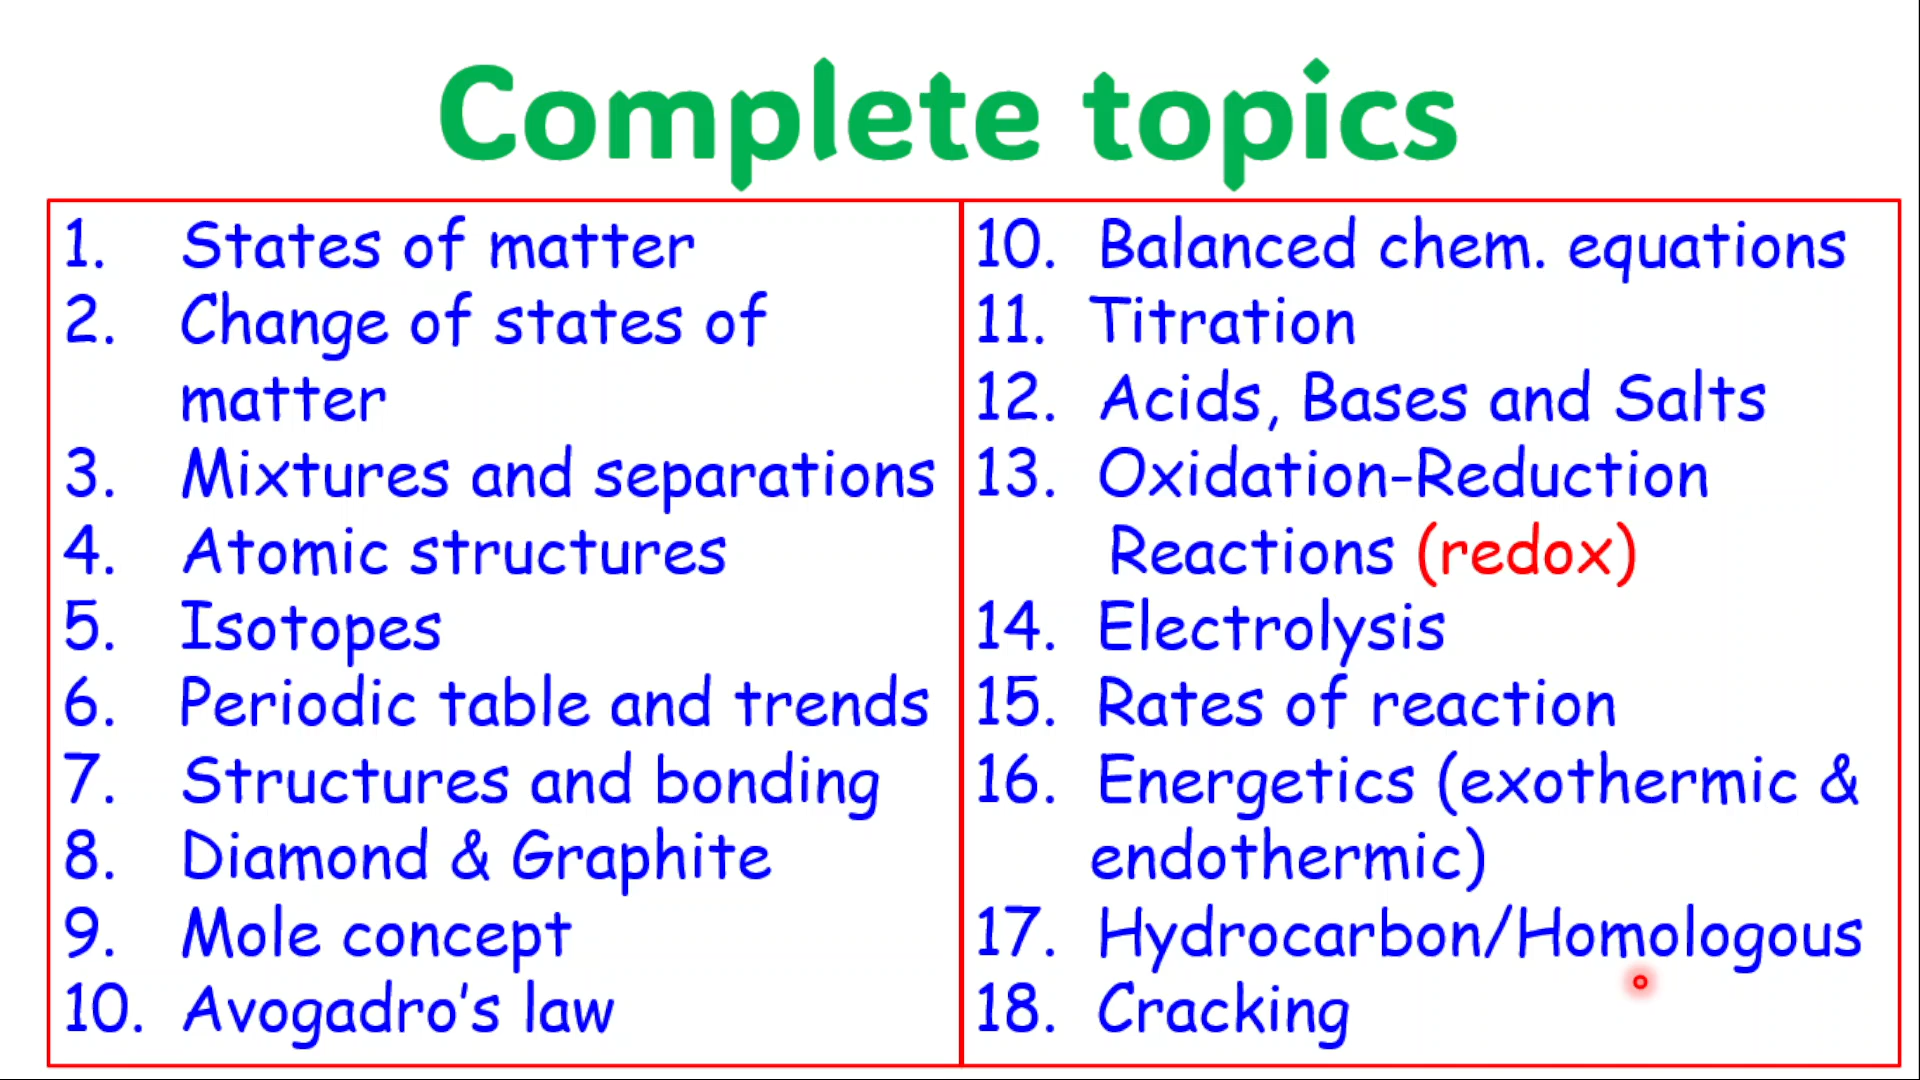 Complete topics
1. States of matter
2. Change of states of
matter
3. Mixtures and separations
4. Atomic structures
5. Isotopes
6. Periodic table and trends
7. Structures and bonding
8. Diamond & Graphite
9. Mole concept
10. Avogadro's law
10. Balanced chem. equations
11. Titration
12. Acids, Bases and Salts
13. Oxidation-Reduction
Reactions (redox)
14. Electrolysis
15. Rates of reaction
16. Energetics (exothermic &
endothermic)
17. Hydrocarbon/Homologous
18. Cracking